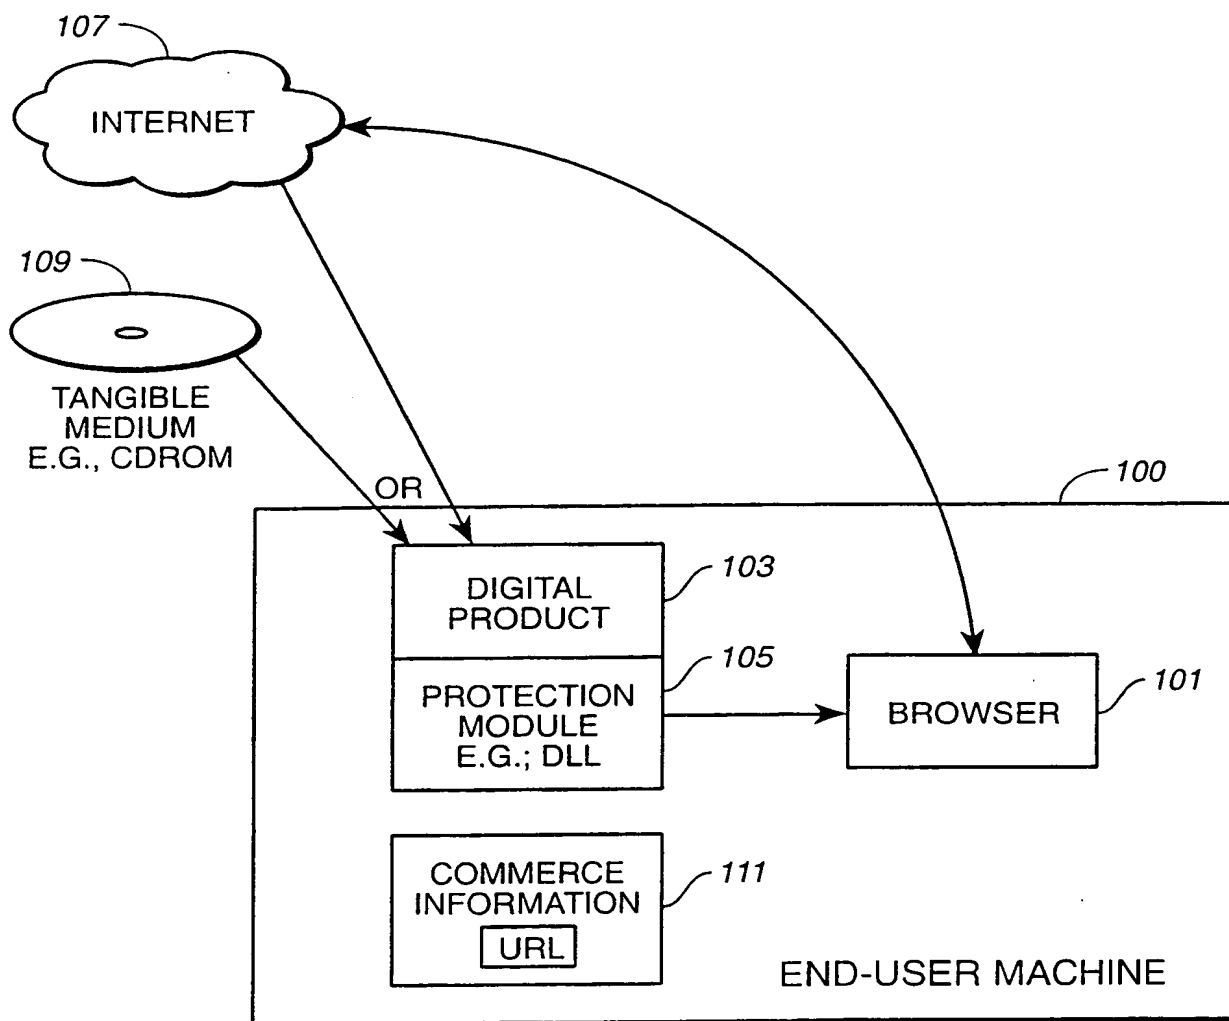 107
INTERNET
109
TANGIBLE
MEDIUM
E.G., CDROM
OR
100
DIGITAL
PRODUCT
103
PROTECTION
MODULE
E.G.; DLL
105
BROWSER
101
COMMERCE
INFORMATION
URL
111
END-USER MACHINE